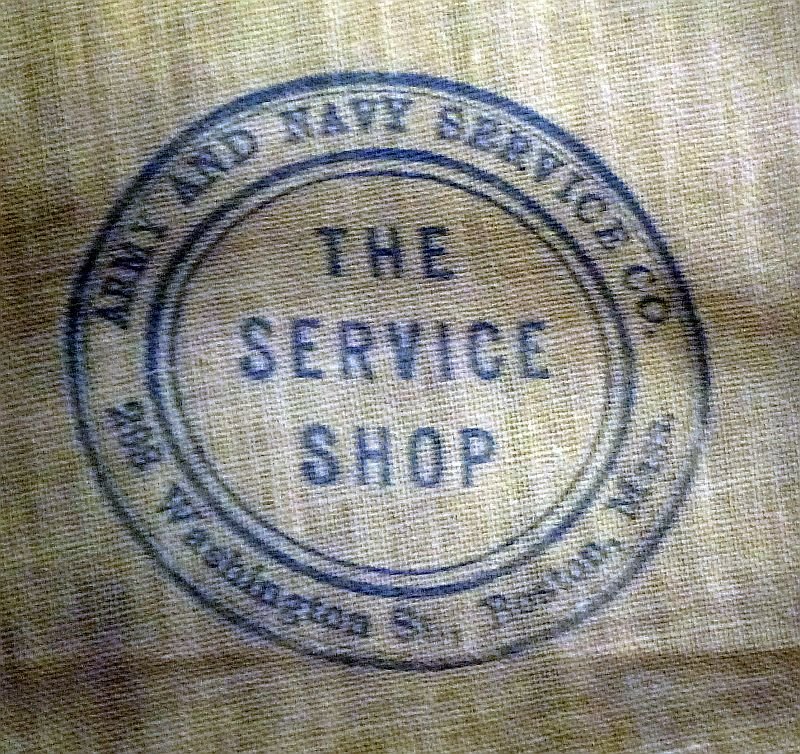 ARMY AND NAVY SERVICE CO
THE
SERVICE
SHOP
Washington St., Boston, Mass.